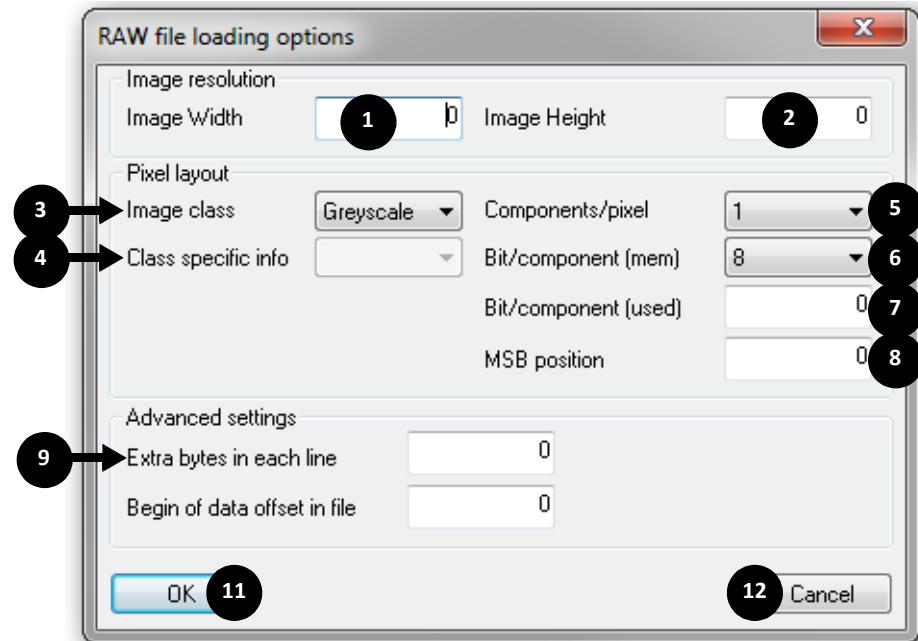 RAW file loading options
X
Image resolution
Image Width 1 0 Image Height 2 0
Pixel layout
3 Image class Greyscale Components/pixel 1 5
4 Class specific info Bit/component (mem) 8 6
Bit/component (used) 0 7
MSB position 0 8
Advanced settings
9 Extra bytes in each line 0
Begin of data offset in file 0
OK 11 12 Cancel